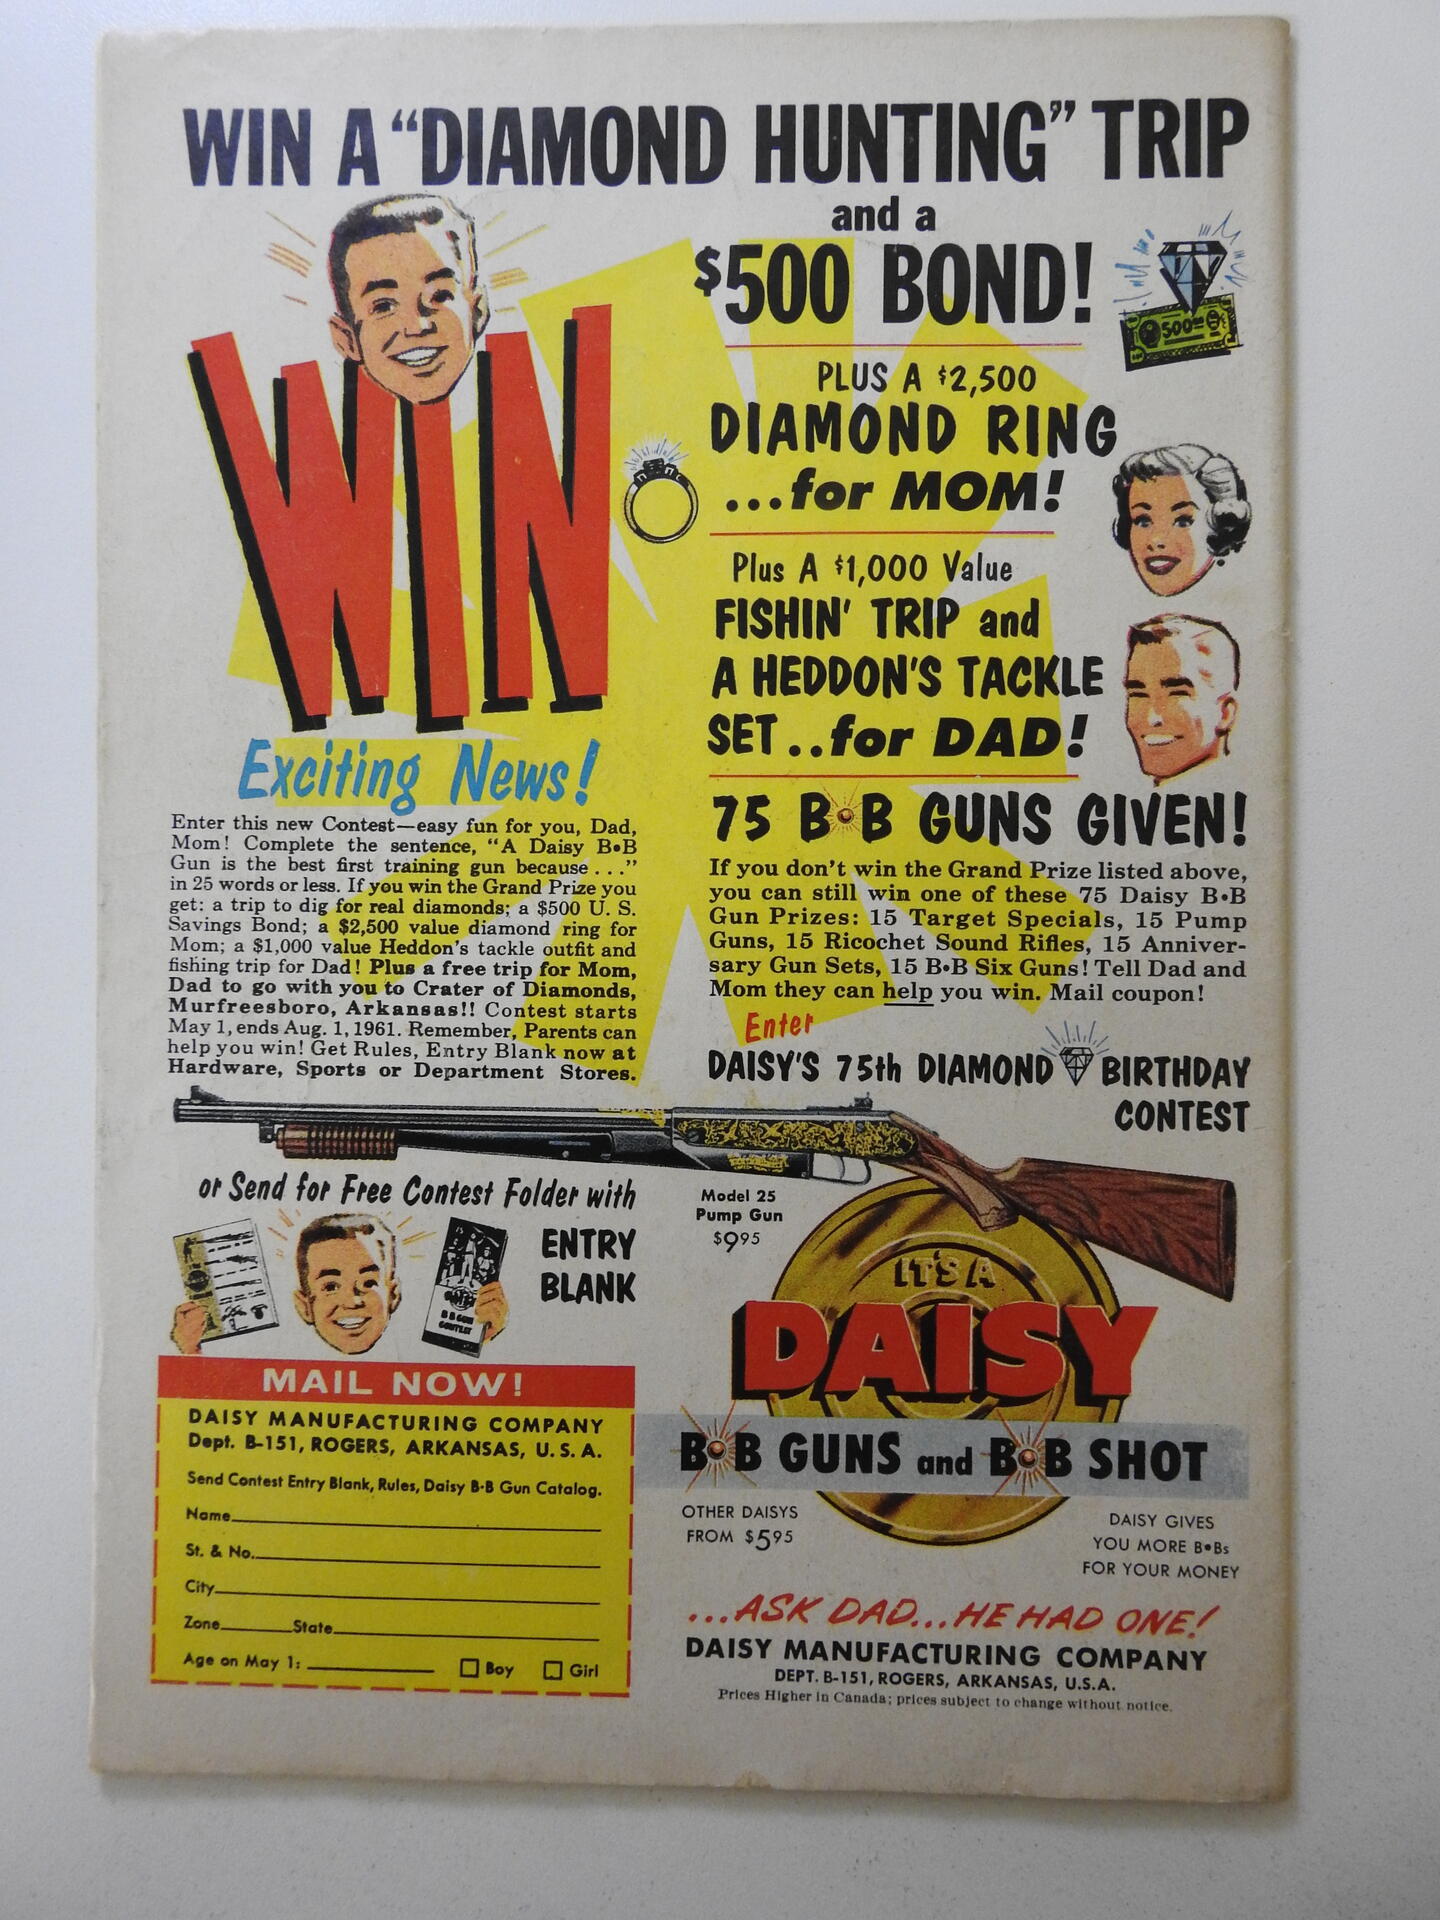 WIN A “DIAMOND HUNTING” TRIP
and a
$500 BOND!
500
WIN
PLUS A $2,500
DIAMOND RING
...for MOM!
Plus A $1,000 Value
FISHIN' TRIP and
A HEDDON'S TACKLE
SET..for DAD!
Exciting News!
Enter this new Contest—easy fun for you, Dad,
Mom! Complete the sentence, “A Daisy B•B
Gun is the best first training gun because...”
in 25 words or less. If you win the Grand Prize you
get: a trip to dig for real diamonds; a $500 U. S.
Savings Bond; a $2,500 value diamond ring for
Mom; a $1,000 value Heddon's tackle outfit and
fishing trip for Dad! Plus a free trip for Mom,
Dad to go with you to Crater of Diamonds,
Murfreesboro, Arkansas!! Contest starts
May 1, ends Aug. 1, 1961. Remember, Parents can
help you win! Get Rules, Entry Blank now at
Hardware, Sports or Department Stores.
75 B•B GUNS GIVEN!
If you don't win the Grand Prize listed above,
you can still win one of these 75 Daisy B•B
Gun Prizes: 15 Target Specials, 15 Pump
Guns, 15 Ricochet Sound Rifles, 15 Anniver-
sary Gun Sets, 15 B•B Six Guns! Tell Dad and
Mom they can help you win. Mail coupon!
Enter
DAISY'S 75th DIAMOND BIRTHDAY
CONTEST
or Send for Free Contest Folder with
ENTRY
BLANK
B B GUN
CONTEST
Model 25
Pump Gun
$9.95
IT'S A
DAISY
B•B GUNS and B•B SHOT
OTHER DAISYS
FROM $5.95
DAISY GIVES
YOU MORE B•Bs
FOR YOUR MONEY
...ASK DAD...HE HAD ONE!
DAISY MANUFACTURING COMPANY
DEPT. B-151, ROGERS, ARKANSAS, U.S.A.
Prices Higher in Canada; prices subject to change without notice.
MAIL NOW!
DAISY MANUFACTURING COMPANY
Dept. B-151, ROGERS, ARKANSAS, U. S. A.
Send Contest Entry Blank, Rules, Daisy B•B Gun Catalog.
Name
St. & No.
City
Zone State
Age on May 1: Boy Girl